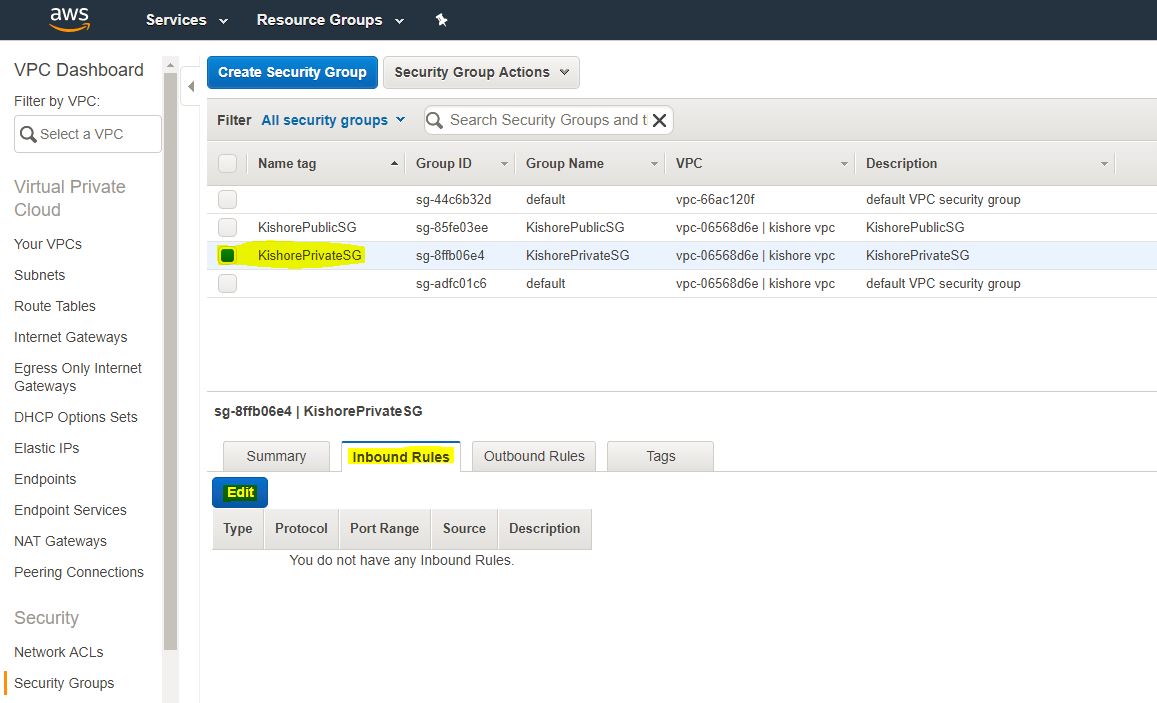 aws Services Resource Groups
VPC Dashboard
Filter by VPC:
Select a VPC
Virtual Private
Cloud
Your VPCs
Subnets
Route Tables
Internet Gateways
Egress Only Internet
Gateways
DHCP Options Sets
Elastic IPs
Endpoints
Endpoint Services
NAT Gateways
Peering Connections
Security
Network ACLs
Security Groups
Create Security Group Security Group Actions
Filter All security groups Search Security Groups and t
Name tag Group ID Group Name VPC Description
sg-44c6b32d default vpc-66ac120f default VPC security group
KishorePublicSG sg-85fe03ee KishorePublicSG vpc-06568d6e | kishore vpc KishorePublicSG
KishorePrivateSG sg-8ffb06e4 KishorePrivateSG vpc-06568d6e | kishore vpc KishorePrivateSG
sg-adfc01c6 default vpc-06568d6e | kishore vpc default VPC security group
sg-8ffb06e4 | KishorePrivateSG
Summary Inbound Rules Outbound Rules Tags
Edit
Type Protocol Port Range Source Description
You do not have any Inbound Rules.